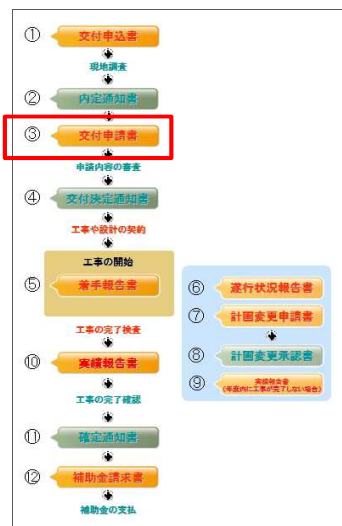 ① 交付申込書
現地調査
② 内定通知書
③ 交付申請書
申請内容の審査
④ 交付決定通知書
工事や設計の契約
工事の開始
⑤ 着手報告書
工事の完了検査
⑩ 実績報告書
工事の完了確認
⑪ 確定通知書
⑫ 補助金請求書
補助金の支払
⑥ 遂行状況報告書
⑦ 計画変更申請書
⑧ 計画変更承認書
⑨ 実績報告書
(年度内に工事が完了しない場合)